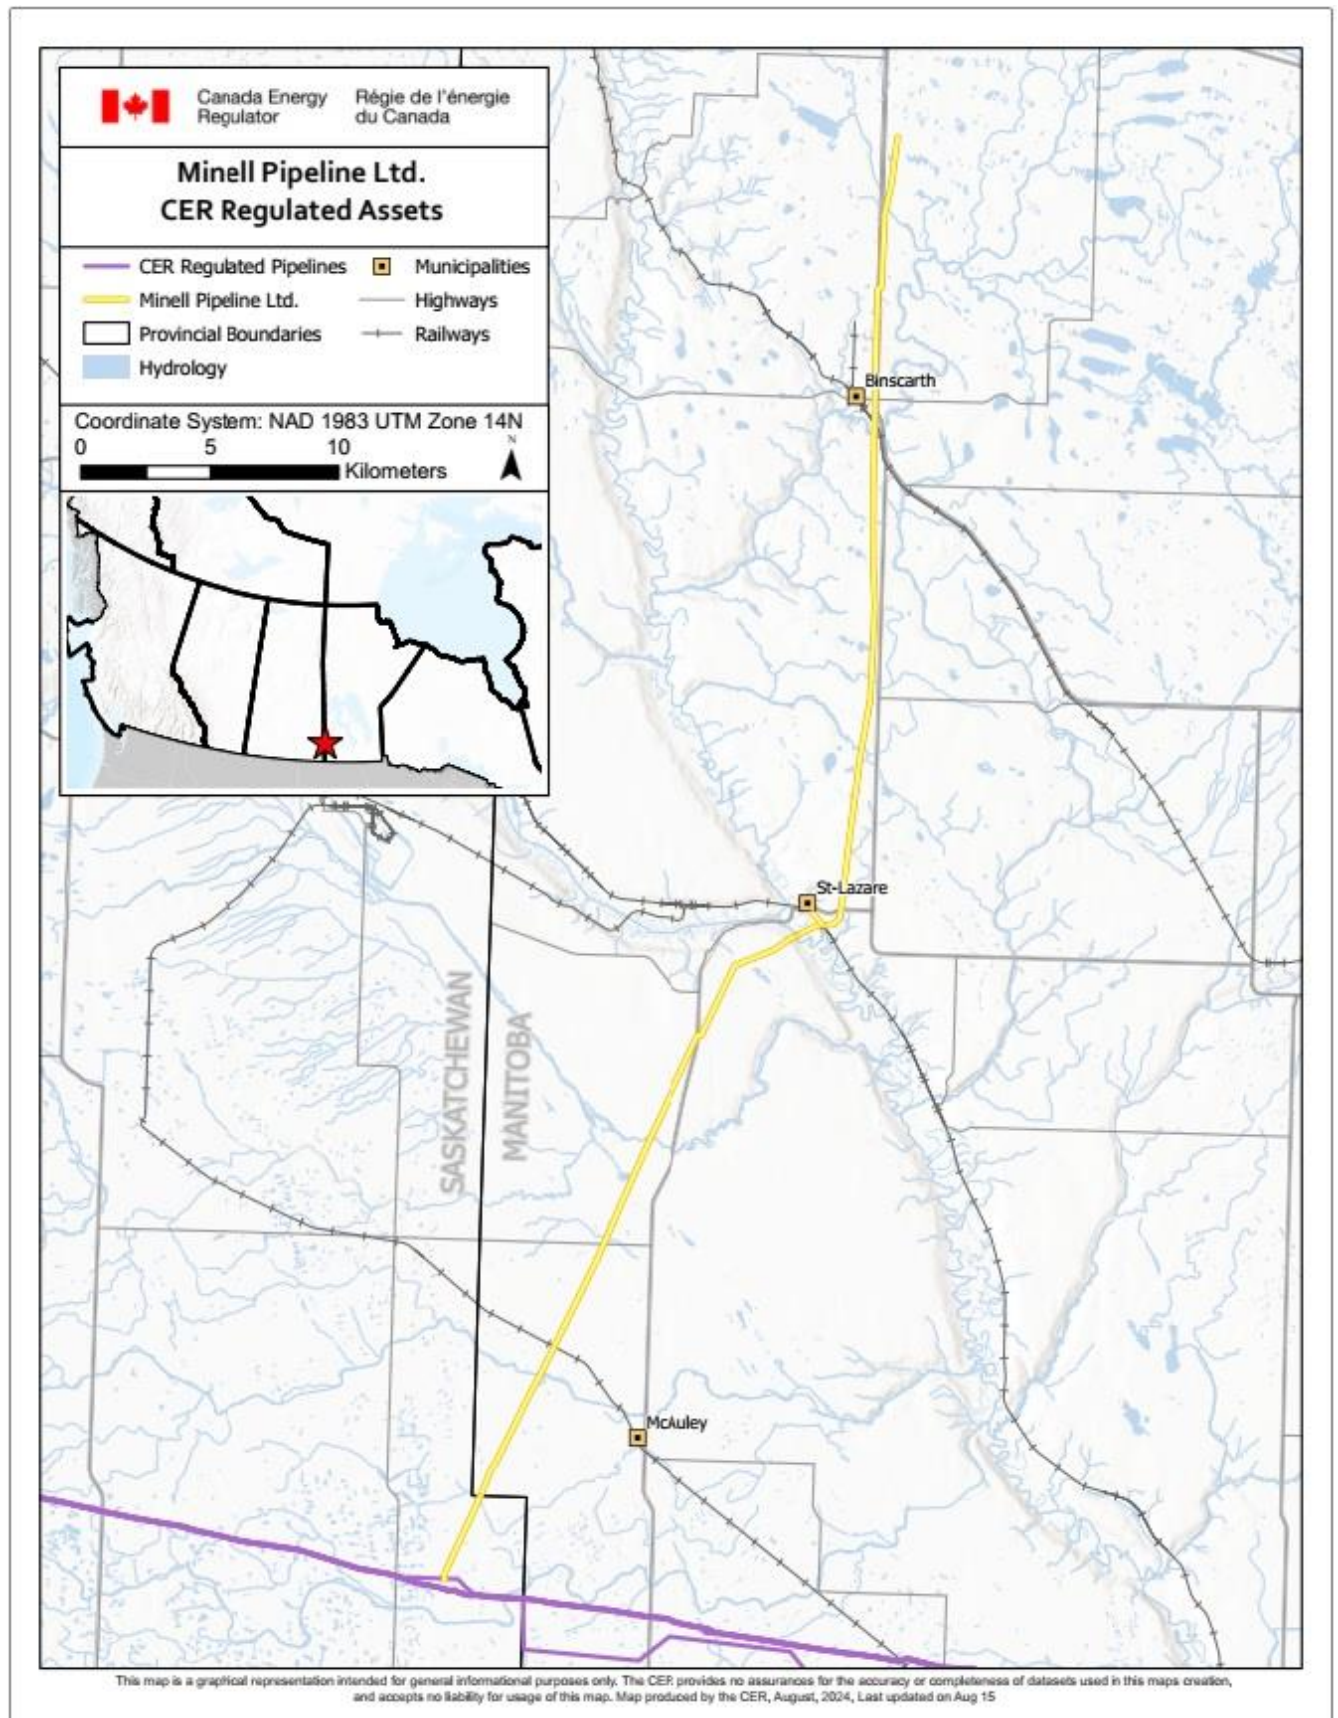 Canada Energy
Regulator
Régie de l'énergie
du Canada
Minell Pipeline Ltd.
CER Regulated Assets
CER Regulated Pipelines
Municipalities
Minell Pipeline Ltd.
Highways
Provincial Boundaries
Railways
Hydrology
Coordinate System: NAD 1983 UTM Zone 14N
0 5 10
Kilometers
N
Binscarth
St-Lazare
SASKATCHEWAN
MANITOBA
McAuley
This map is a graphical representation intended for general informational purposes only. The CER provides no assurances for the accuracy or completeness of datasets used in this maps creation,
and accepts no liability for usage of this map. Map produced by the CER, August, 2024, Last updated on Aug 15